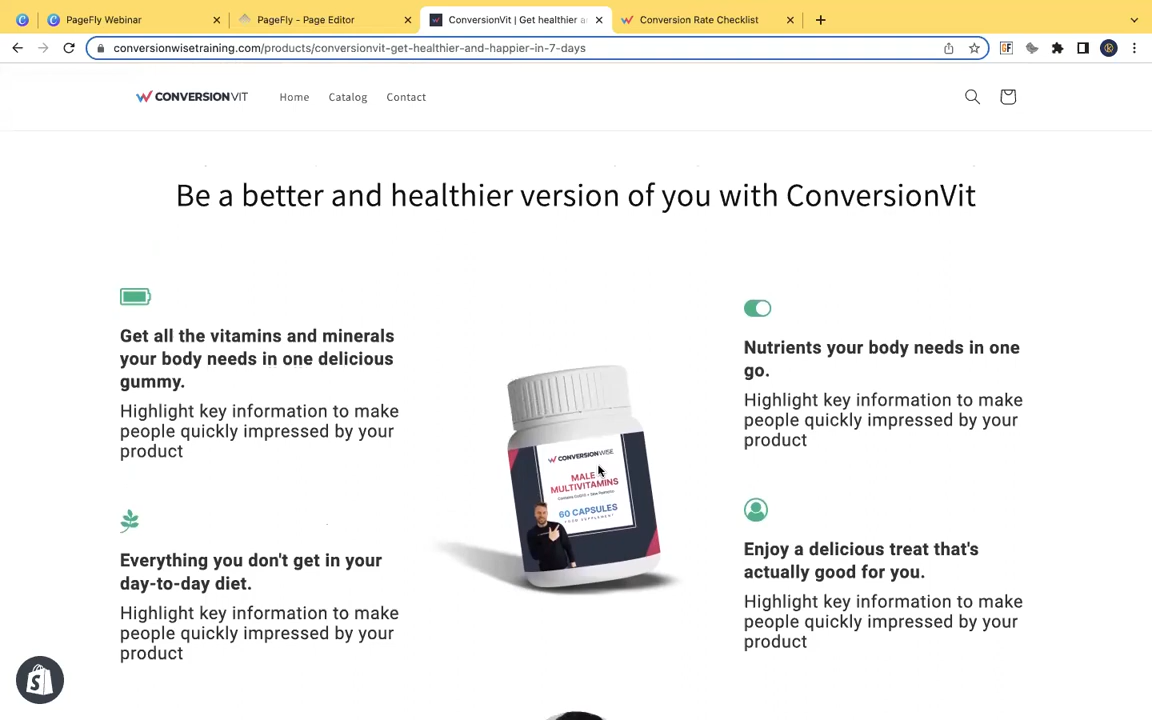 PageFly Webinar
PageFly - Page Editor
ConversionVit | Get healthier a
Conversion Rate Checklist
conversionwisetraining.com/products/conversionvit-get-healthier-and-happier-in-7-days
GF
CONVERSIONVIT
Home
Catalog
Contact
Be a better and healthier version of you with ConversionVit
Get all the vitamins and minerals
your body needs in one delicious
gummy.
Highlight key information to make
people quickly impressed by your
product
Everything you don't get in your
day-to-day diet.
Highlight key information to make
people quickly impressed by your
product
CONVERSIONWISE
MALE
MULTIVITAMINS
60 CAPSULES
FOOD SUPPLEMENT
Nutrients your body needs in one
go.
Highlight key information to make
people quickly impressed by your
product
Enjoy a delicious treat that's
actually good for you.
Highlight key information to make
people quickly impressed by your
product